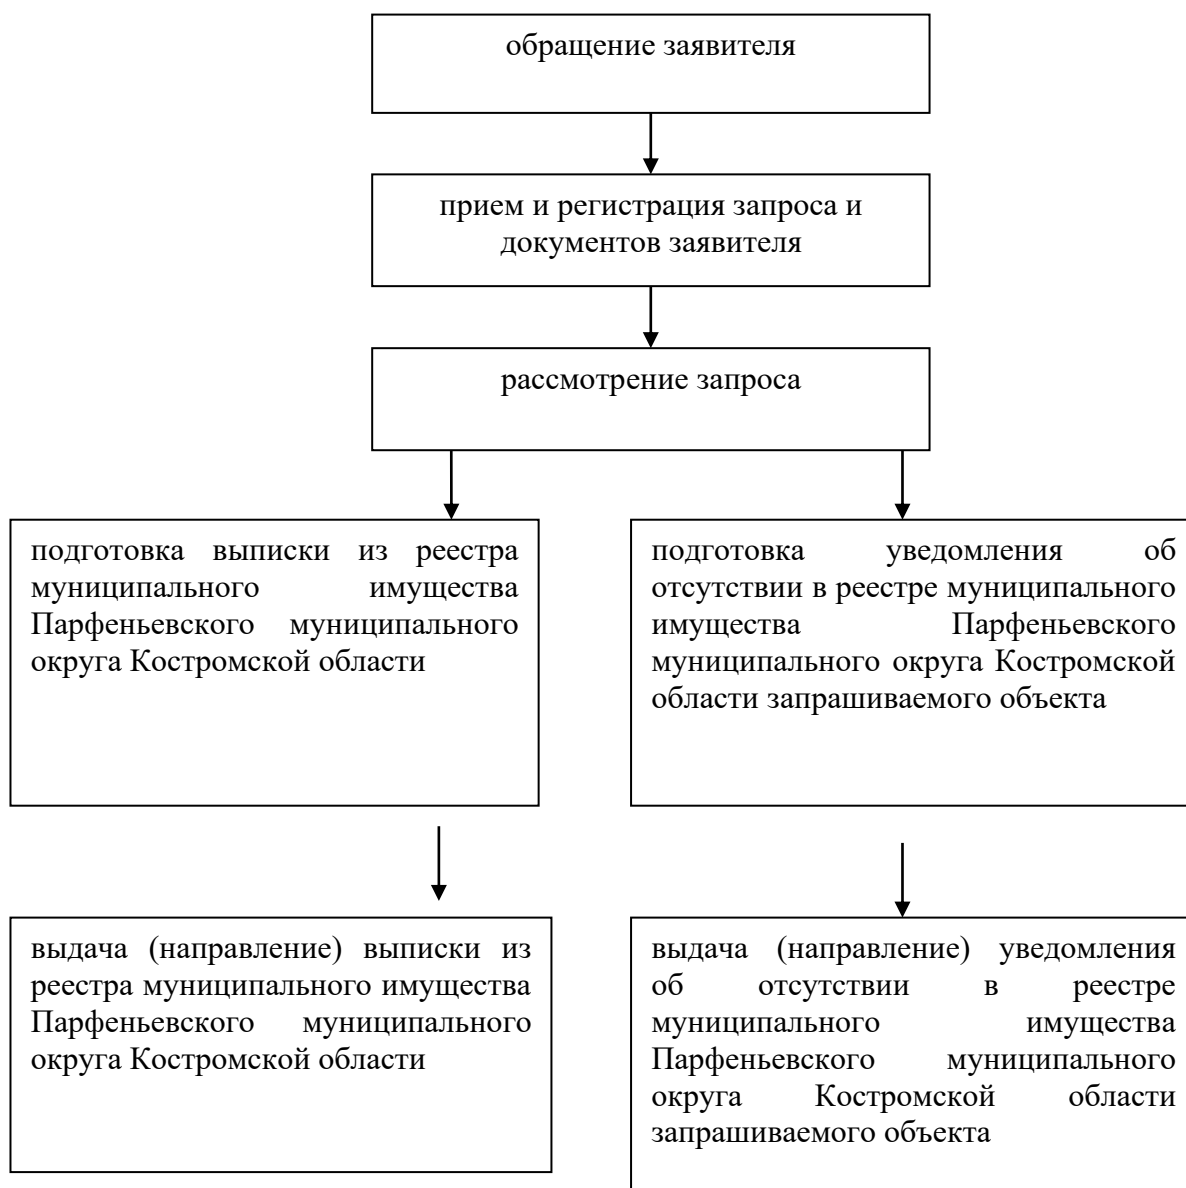 обращение заявителя
прием и регистрация запроса и
документов заявителя
рассмотрение запроса
подготовка выписки из реестра
муниципального имущества
Парфеньевского муниципального
округа Костромской области
подготовка уведомления об
отсутствии в реестре муниципального
имущества Парфеньевского
муниципального округа Костромской
области запрашиваемого объекта
выдача (направление) выписки из
реестра муниципального имущества
Парфеньевского муниципального
округа Костромской области
выдача (направление) уведомления
об отсутствии в реестре
муниципального имущества
Парфеньевского муниципального
округа Костромской области
запрашиваемого объекта